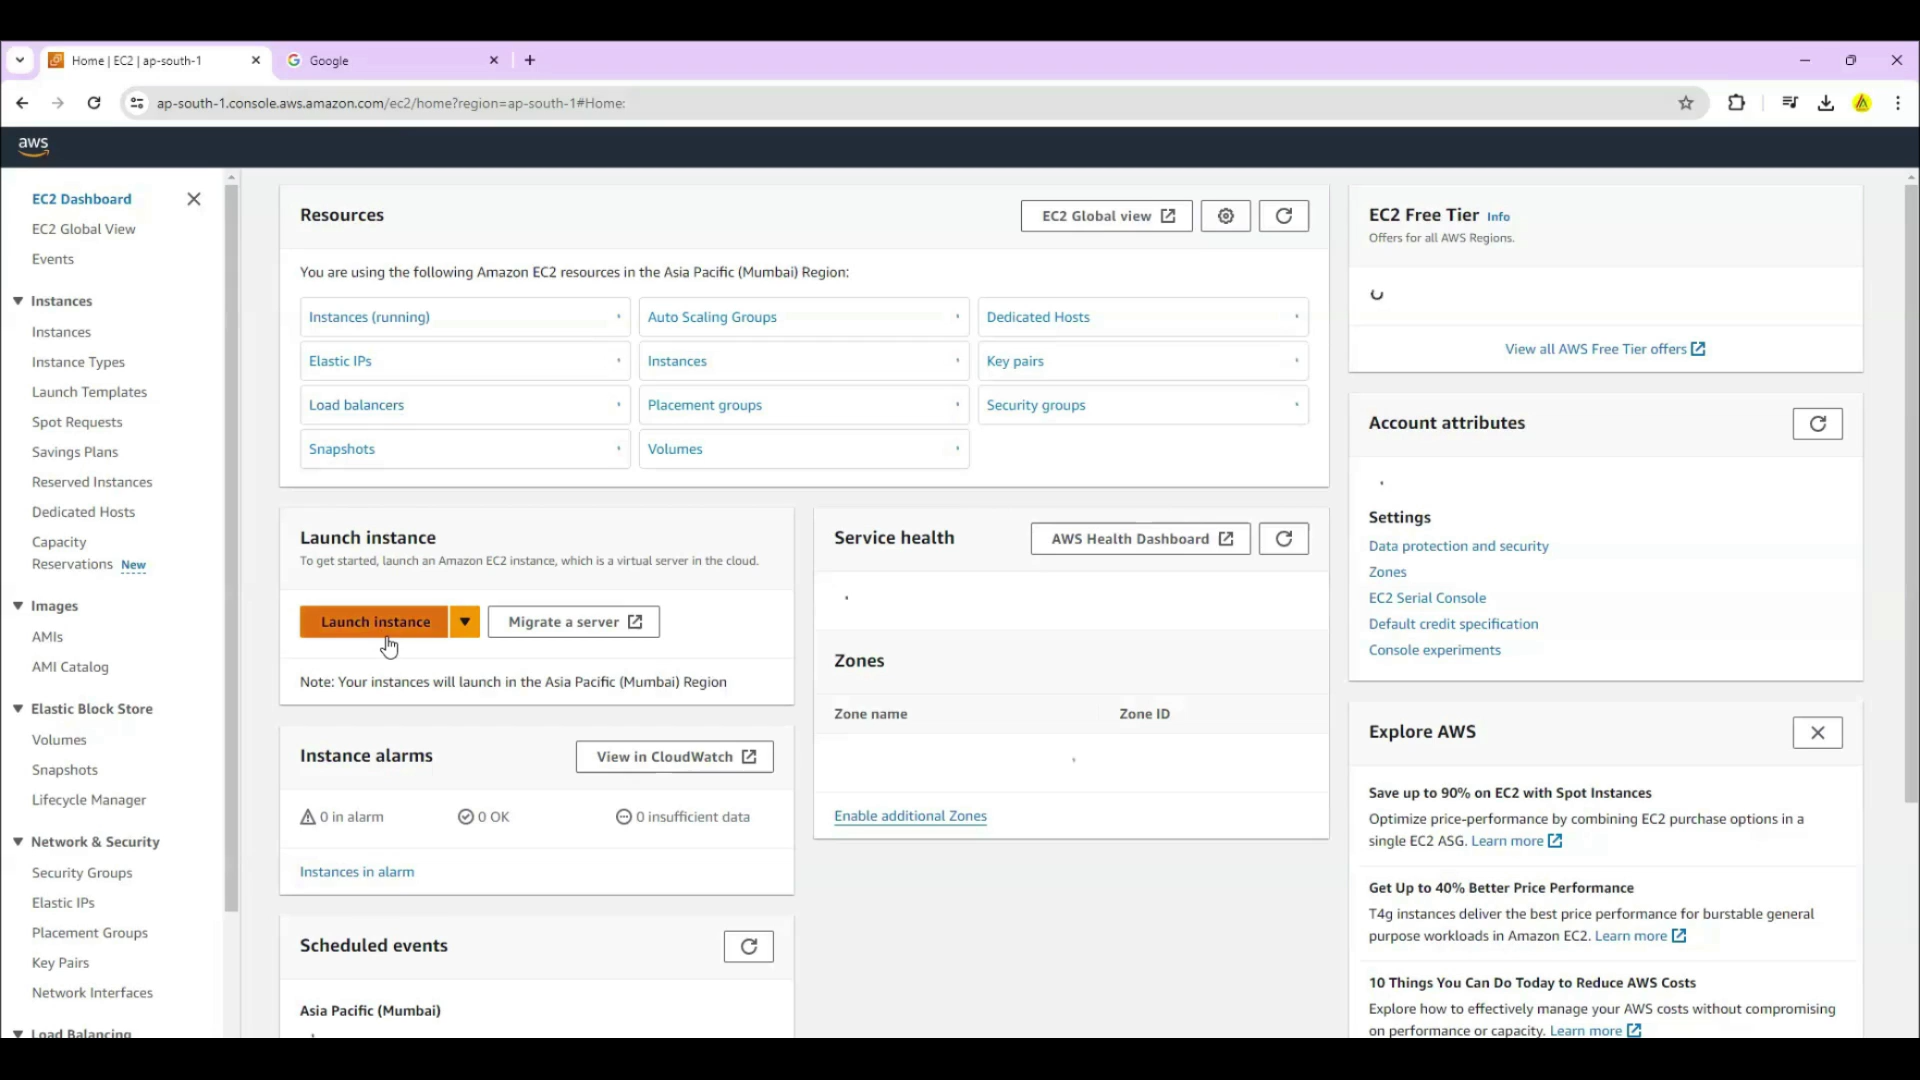 Home | EC2 | ap-south-1
Google
ap-south-1.console.aws.amazon.com/ec2/home?region=ap-south-1#Home:
aws
EC2 Dashboard
EC2 Global View
Events
Instances
Instances
Instance Types
Launch Templates
Spot Requests
Savings Plans
Reserved Instances
Dedicated Hosts
Capacity
Reservations New
Images
AMIs
AMI Catalog
Elastic Block Store
Volumes
Snapshots
Lifecycle Manager
Network & Security
Security Groups
Elastic IPs
Placement Groups
Key Pairs
Network Interfaces
Load Balancing
Resources
EC2 Global view
You are using the following Amazon EC2 resources in the Asia Pacific (Mumbai) Region:
Instances (running)
Auto Scaling Groups
Dedicated Hosts
Elastic IPs
Instances
Key pairs
Load balancers
Placement groups
Security groups
Snapshots
Volumes
Launch instance
To get started, launch an Amazon EC2 instance, which is a virtual server in the cloud.
Launch instance
Migrate a server
Note: Your instances will launch in the Asia Pacific (Mumbai) Region
Instance alarms
View in CloudWatch
0 in alarm
0 OK
0 insufficient data
Instances in alarm
Scheduled events
Asia Pacific (Mumbai)
Service health
AWS Health Dashboard
Zones
Zone name
Zone ID
Enable additional Zones
EC2 Free Tier Info
Offers for all AWS Regions.
View all AWS Free Tier offers
Account attributes
Settings
Data protection and security
Zones
EC2 Serial Console
Default credit specification
Console experiments
Explore AWS
Save up to 90% on EC2 with Spot Instances
Optimize price-performance by combining EC2 purchase options in a
single EC2 ASG. Learn more
Get Up to 40% Better Price Performance
T4g instances deliver the best price performance for burstable general
purpose workloads in Amazon EC2. Learn more
10 Things You Can Do Today to Reduce AWS Costs
Explore how to effectively manage your AWS costs without compromising
on performance or capacity. Learn more